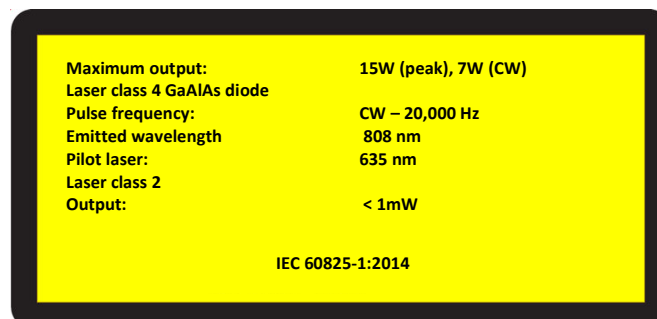 Maximum output: 15W (peak), 7W (CW)
Laser class 4 GaAlAs diode
Pulse frequency: CW – 20,000 Hz
Emitted wavelength 808 nm
Pilot laser: 635 nm
Laser class 2
Output: < 1mW
IEC 60825-1:2014